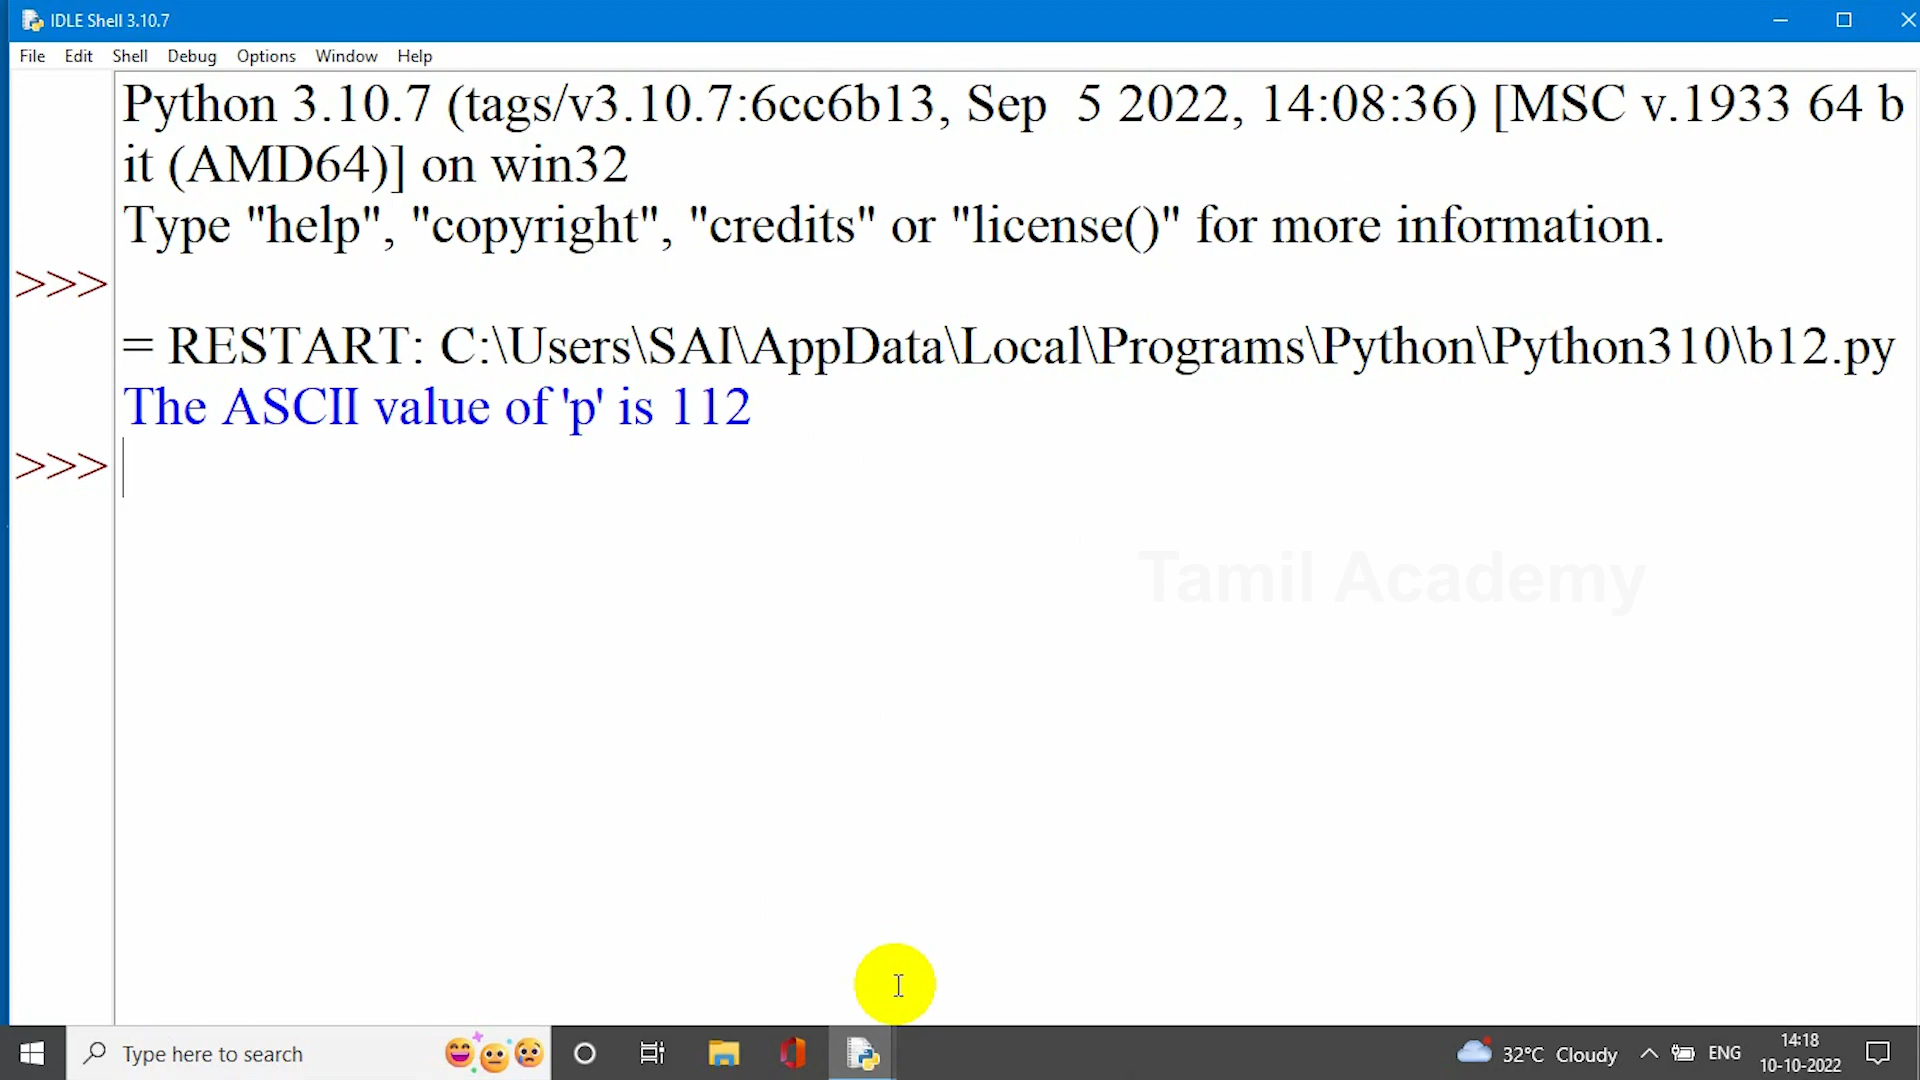 IDLE Shell 3.10.7
File Edit Shell Debug Options Window Help
Python 3.10.7 (tags/v3.10.7:6cc6b13, Sep  5 2022, 14:08:36) [MSC v.1933 64 b
it (AMD64)] on win32
Type "help", "copyright", "credits" or "license()" for more information.
>>>
= RESTART: C:\Users\SAI\AppData\Local\Programs\Python\Python310\b12.py
The ASCII value of 'p' is 112
>>>
Tamil Academy
Type here to search
32°C Cloudy
ENG
14:18
10-10-2022